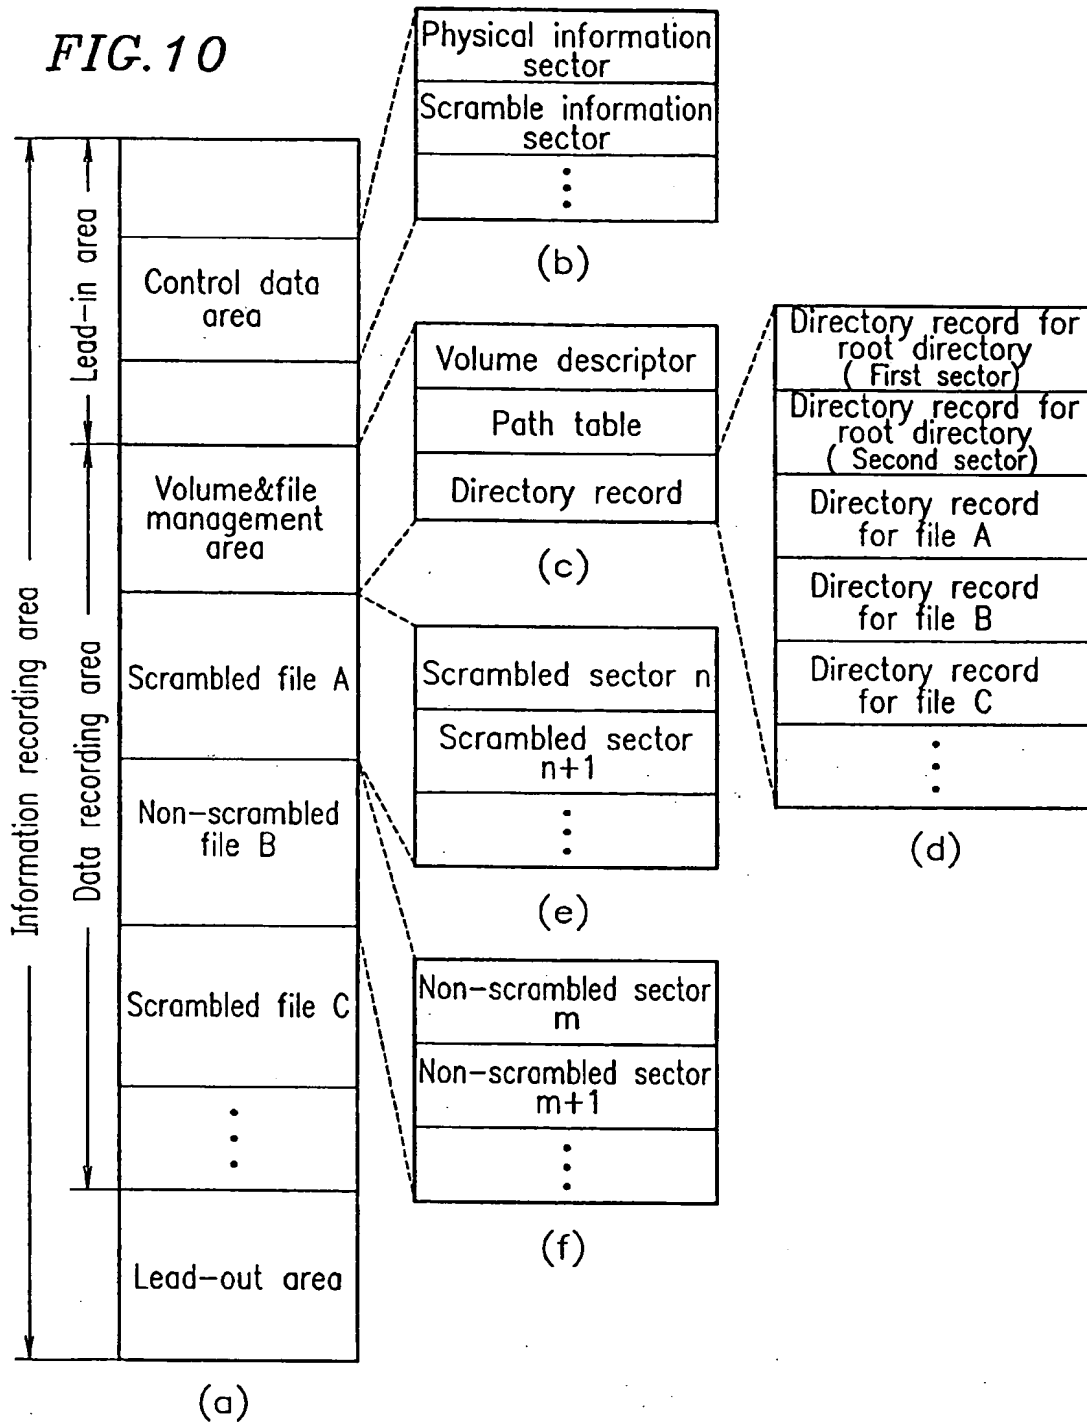 FIG.10
Information recording area
Lead-in area
Data recording area
Control data
area
Volume&file
management
area
Scrambled file A
Non-scrambled
file B
Scrambled file C
Lead-out area
(a)
Physical information
sector
Scramble information
sector
(b)
Volume descriptor
Path table
Directory record
(c)
Directory record for
root directory
( First sector)
Directory record for
root directory
( Second sector)
Directory record
for file A
Directory record
for file B
Directory record
for file C
(d)
Scrambled sector n
Scrambled sector
n+1
(e)
Non-scrambled sector
m
Non-scrambled sector
m+1
(f)